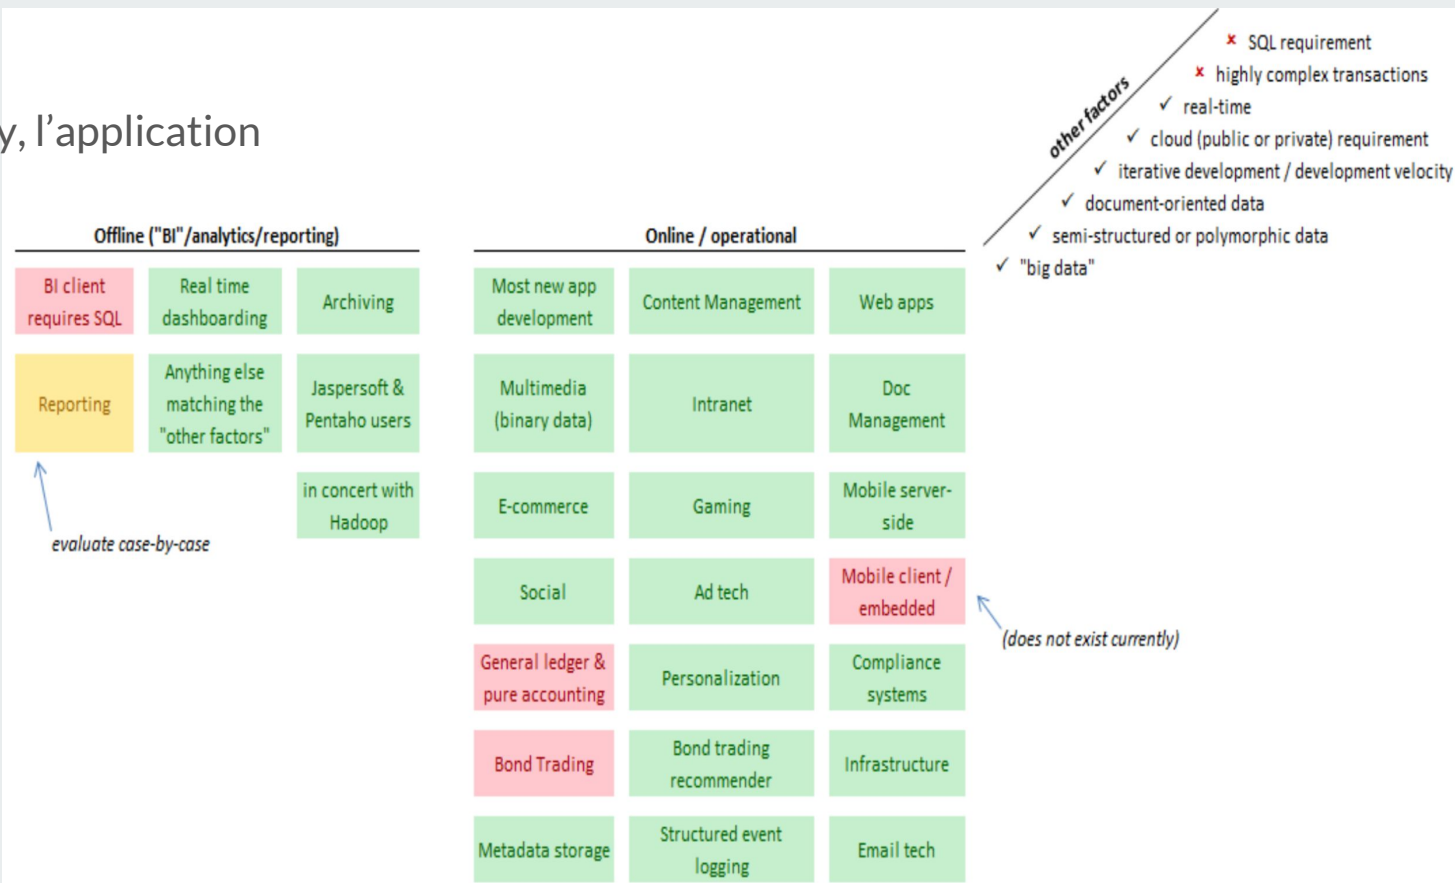 y, l’application
other factors
✗ SQL requirement
✗ highly complex transactions
✓ real-time
✓ cloud (public or private) requirement
✓ iterative development / development velocity
✓ document-oriented data
✓ semi-structured or polymorphic data
✓ "big data"
Offline ("BI"/analytics/reporting)
BI client
requires SQL
Real time
dashboarding
Archiving
Reporting
Anything else
matching the
"other factors"
Jaspersoft &
Pentaho users
in concert with
Hadoop
evaluate case-by-case
Online / operational
Most new app
development
Content Management
Web apps
Multimedia
(binary data)
Intranet
Doc
Management
E-commerce
Gaming
Mobile server-
side
Social
Ad tech
Mobile client /
embedded
(does not exist currently)
General ledger &
pure accounting
Personalization
Compliance
systems
Bond Trading
Bond trading
recommender
Infrastructure
Metadata storage
Structured event
logging
Email tech